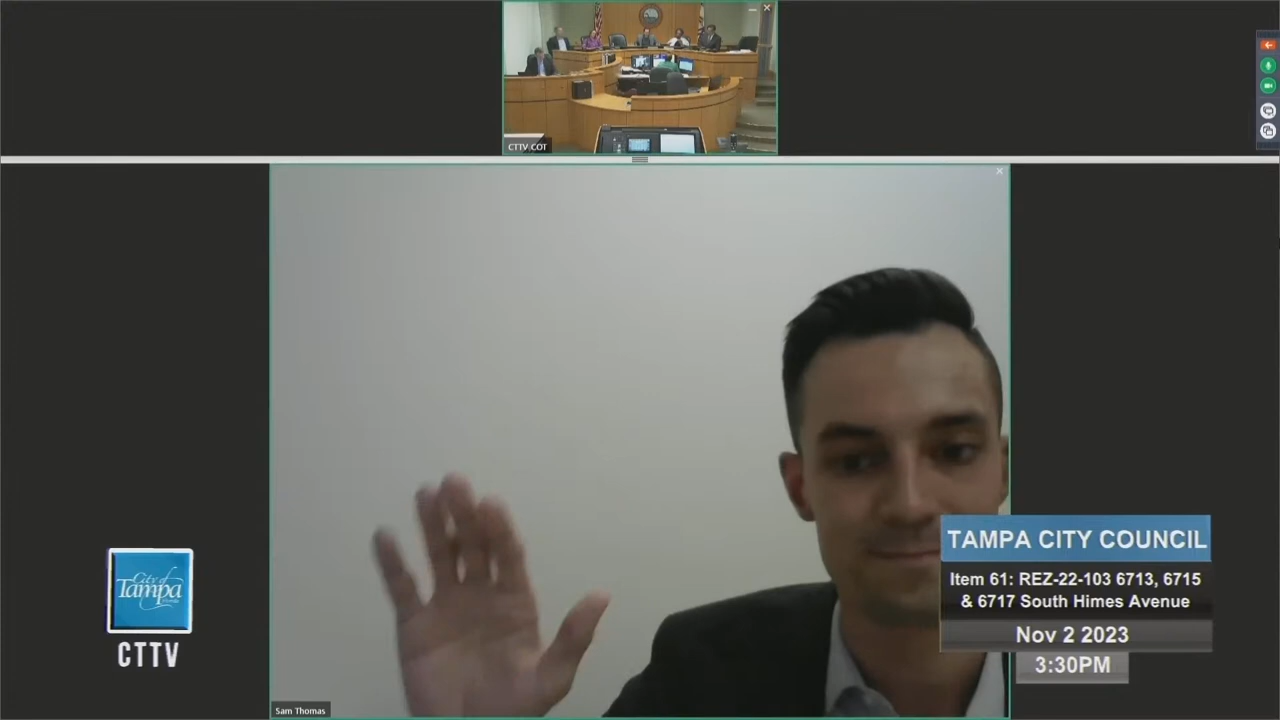 CTTV COT
City of
Tampa
CTTV
Sam Thomas
TAMPA CITY COUNCIL
Item 61: REZ-22-103 6713, 6715
& 6717 South Himes Avenue
Nov 2 2023
3:30PM